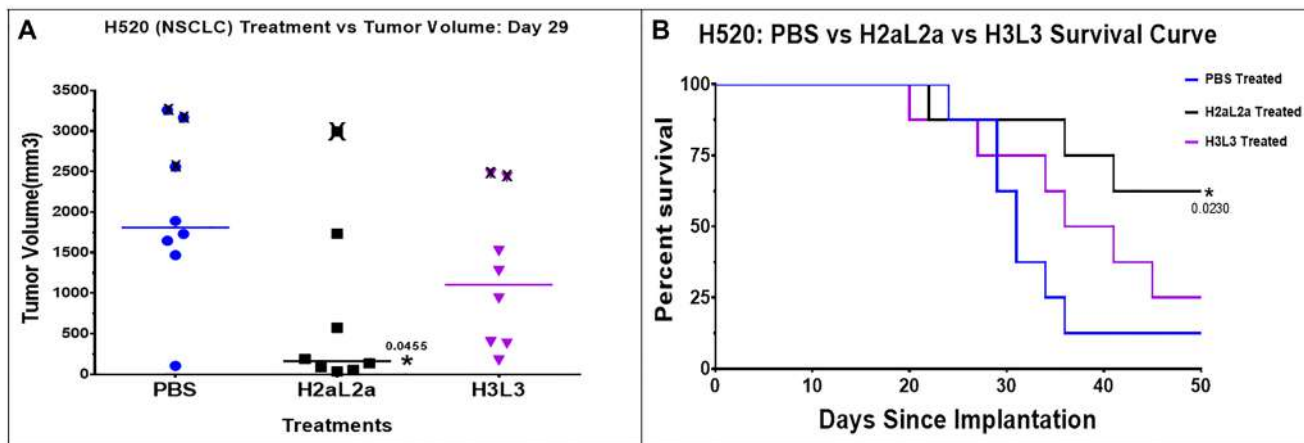 A
H520 (NSCLC) Treatment vs Tumor Volume: Day 29
Tumor Volume(mm3)
3500
3000
2500
2000
1500
1000
500
0
0.0455
*
PBS
H2aL2a
H3L3
Treatments
B
H520: PBS vs H2aL2a vs H3L3 Survival Curve
Percent survival
100
75
50
25
0
PBS Treated
H2aL2a Treated
H3L3 Treated
*
0.0230
0
10
20
30
40
50
Days Since Implantation